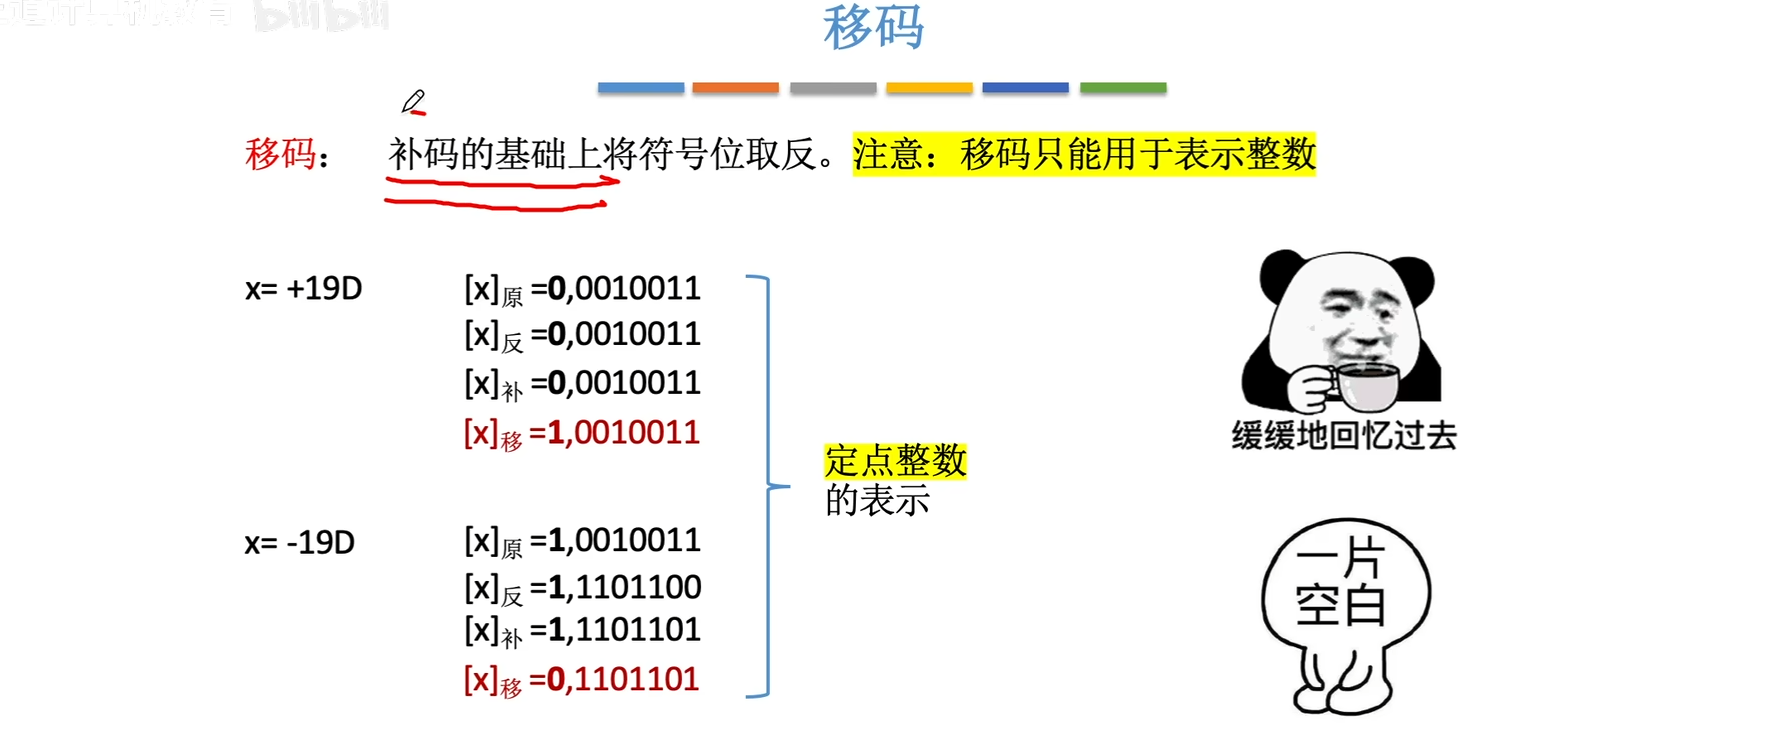 bilibili
移码
移码： 补码的基础上将符号位取反。注意：移码只能用于表示整数
x= +19D
[x]原 =0,0010011
[x]反 =0,0010011
[x]补 =0,0010011
[x]移 =1,0010011
x= -19D
[x]原 =1,0010011
[x]反 =1,1101100
[x]补 =1,1101101
[x]移 =0,1101101
定点整数
的表示
缓缓地回忆过去
一片
空白